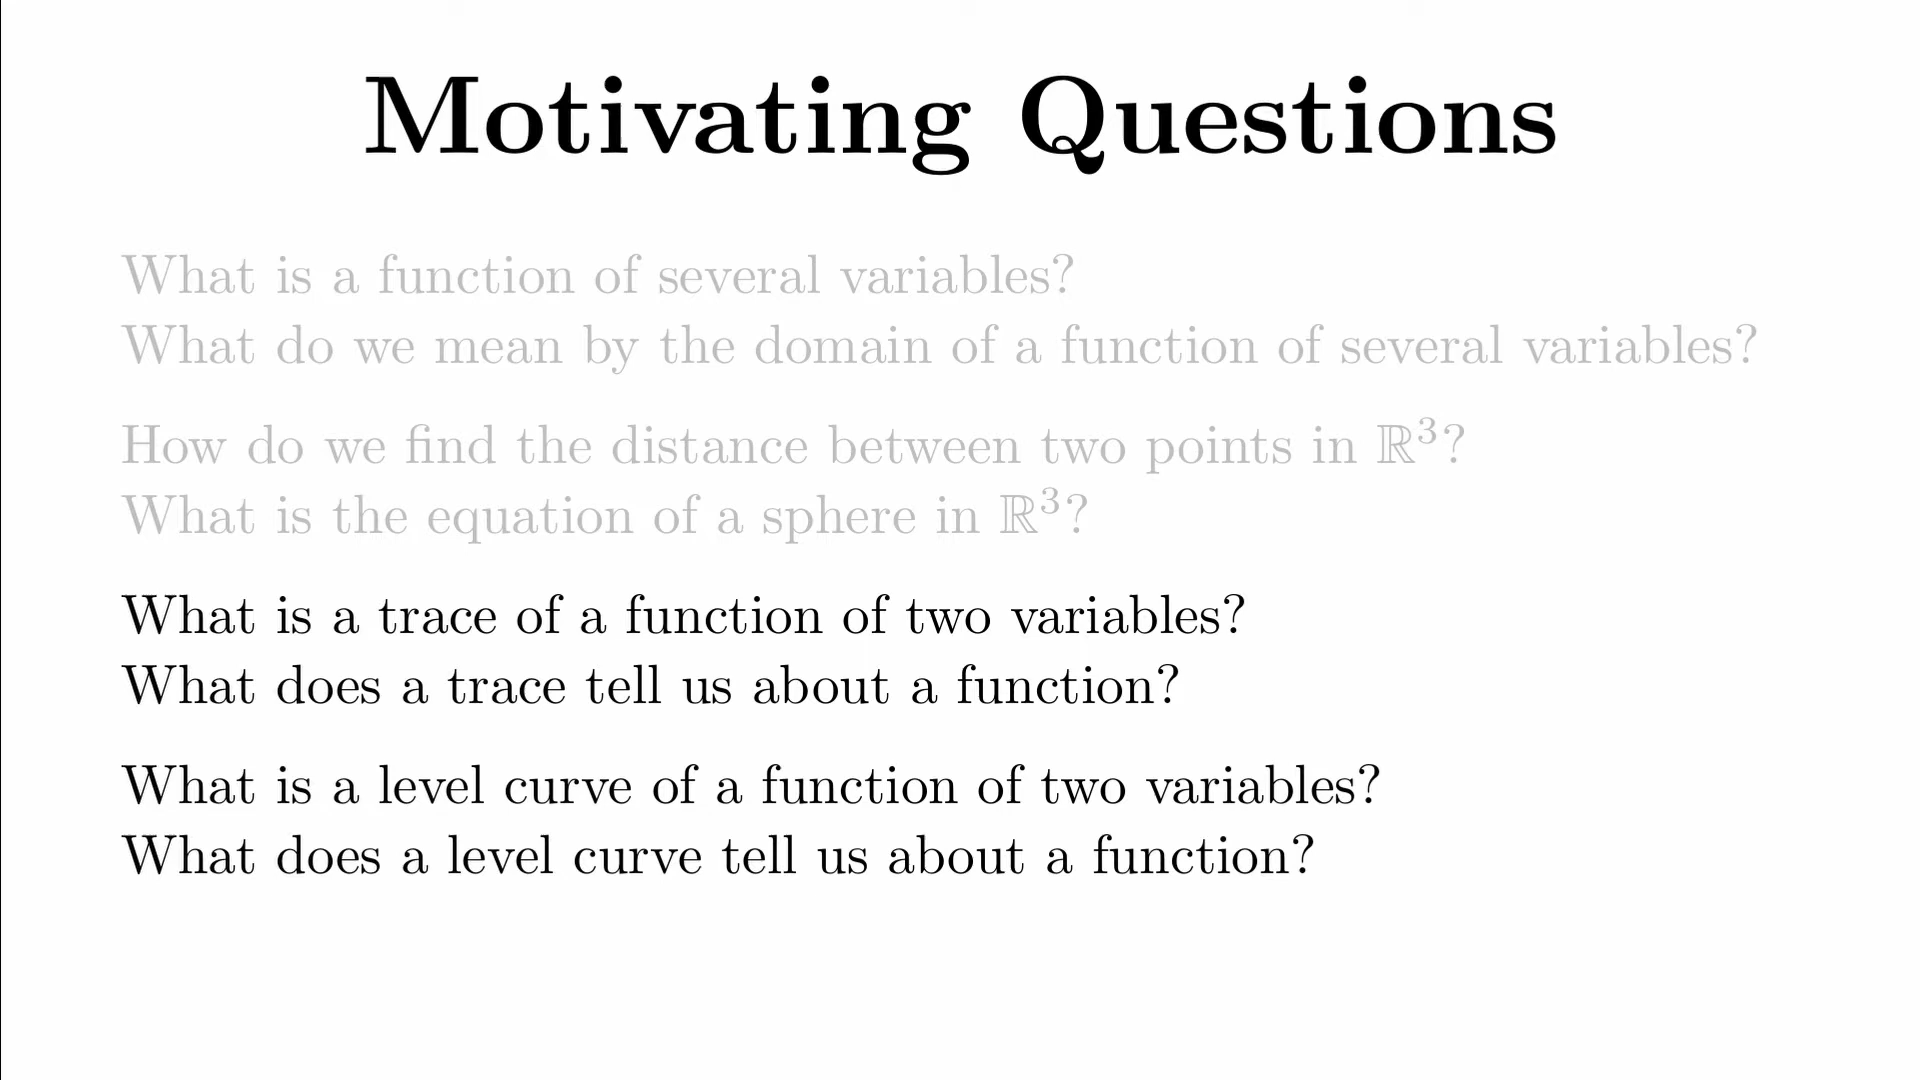 Motivating Questions
What is a function of several variables?
What do we mean by the domain of a function of several variables?
How do we find the distance between two points in ℝ³?
What is the equation of a sphere in ℝ³?
What is a trace of a function of two variables?
What does a trace tell us about a function?
What is a level curve of a function of two variables?
What does a level curve tell us about a function?